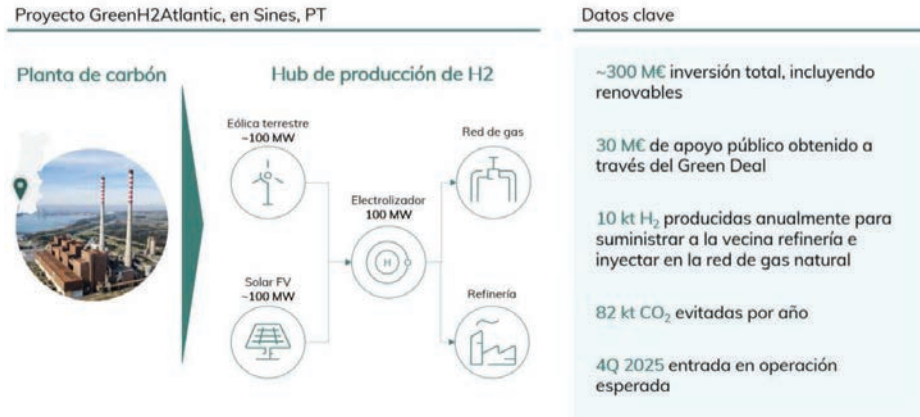 Proyecto GreenH2Atlantic, en Sines, PT
Planta de carbón
Hub de producción de H2
Eólica terrestre
~100 MW
Red de gas
Electrolizador
100 MW
H
Solar FV
~100 MW
Refinería
Datos clave
~300 M€ inversión total, incluyendo
renovables
30 M€ de apoyo público obtenido a
través del Green Deal
10 kt H₂ producidas anualmente para
suministrar a la vecina refinería e
inyectar en la red de gas natural
82 kt CO₂ evitadas por año
4Q 2025 entrada en operación
esperada